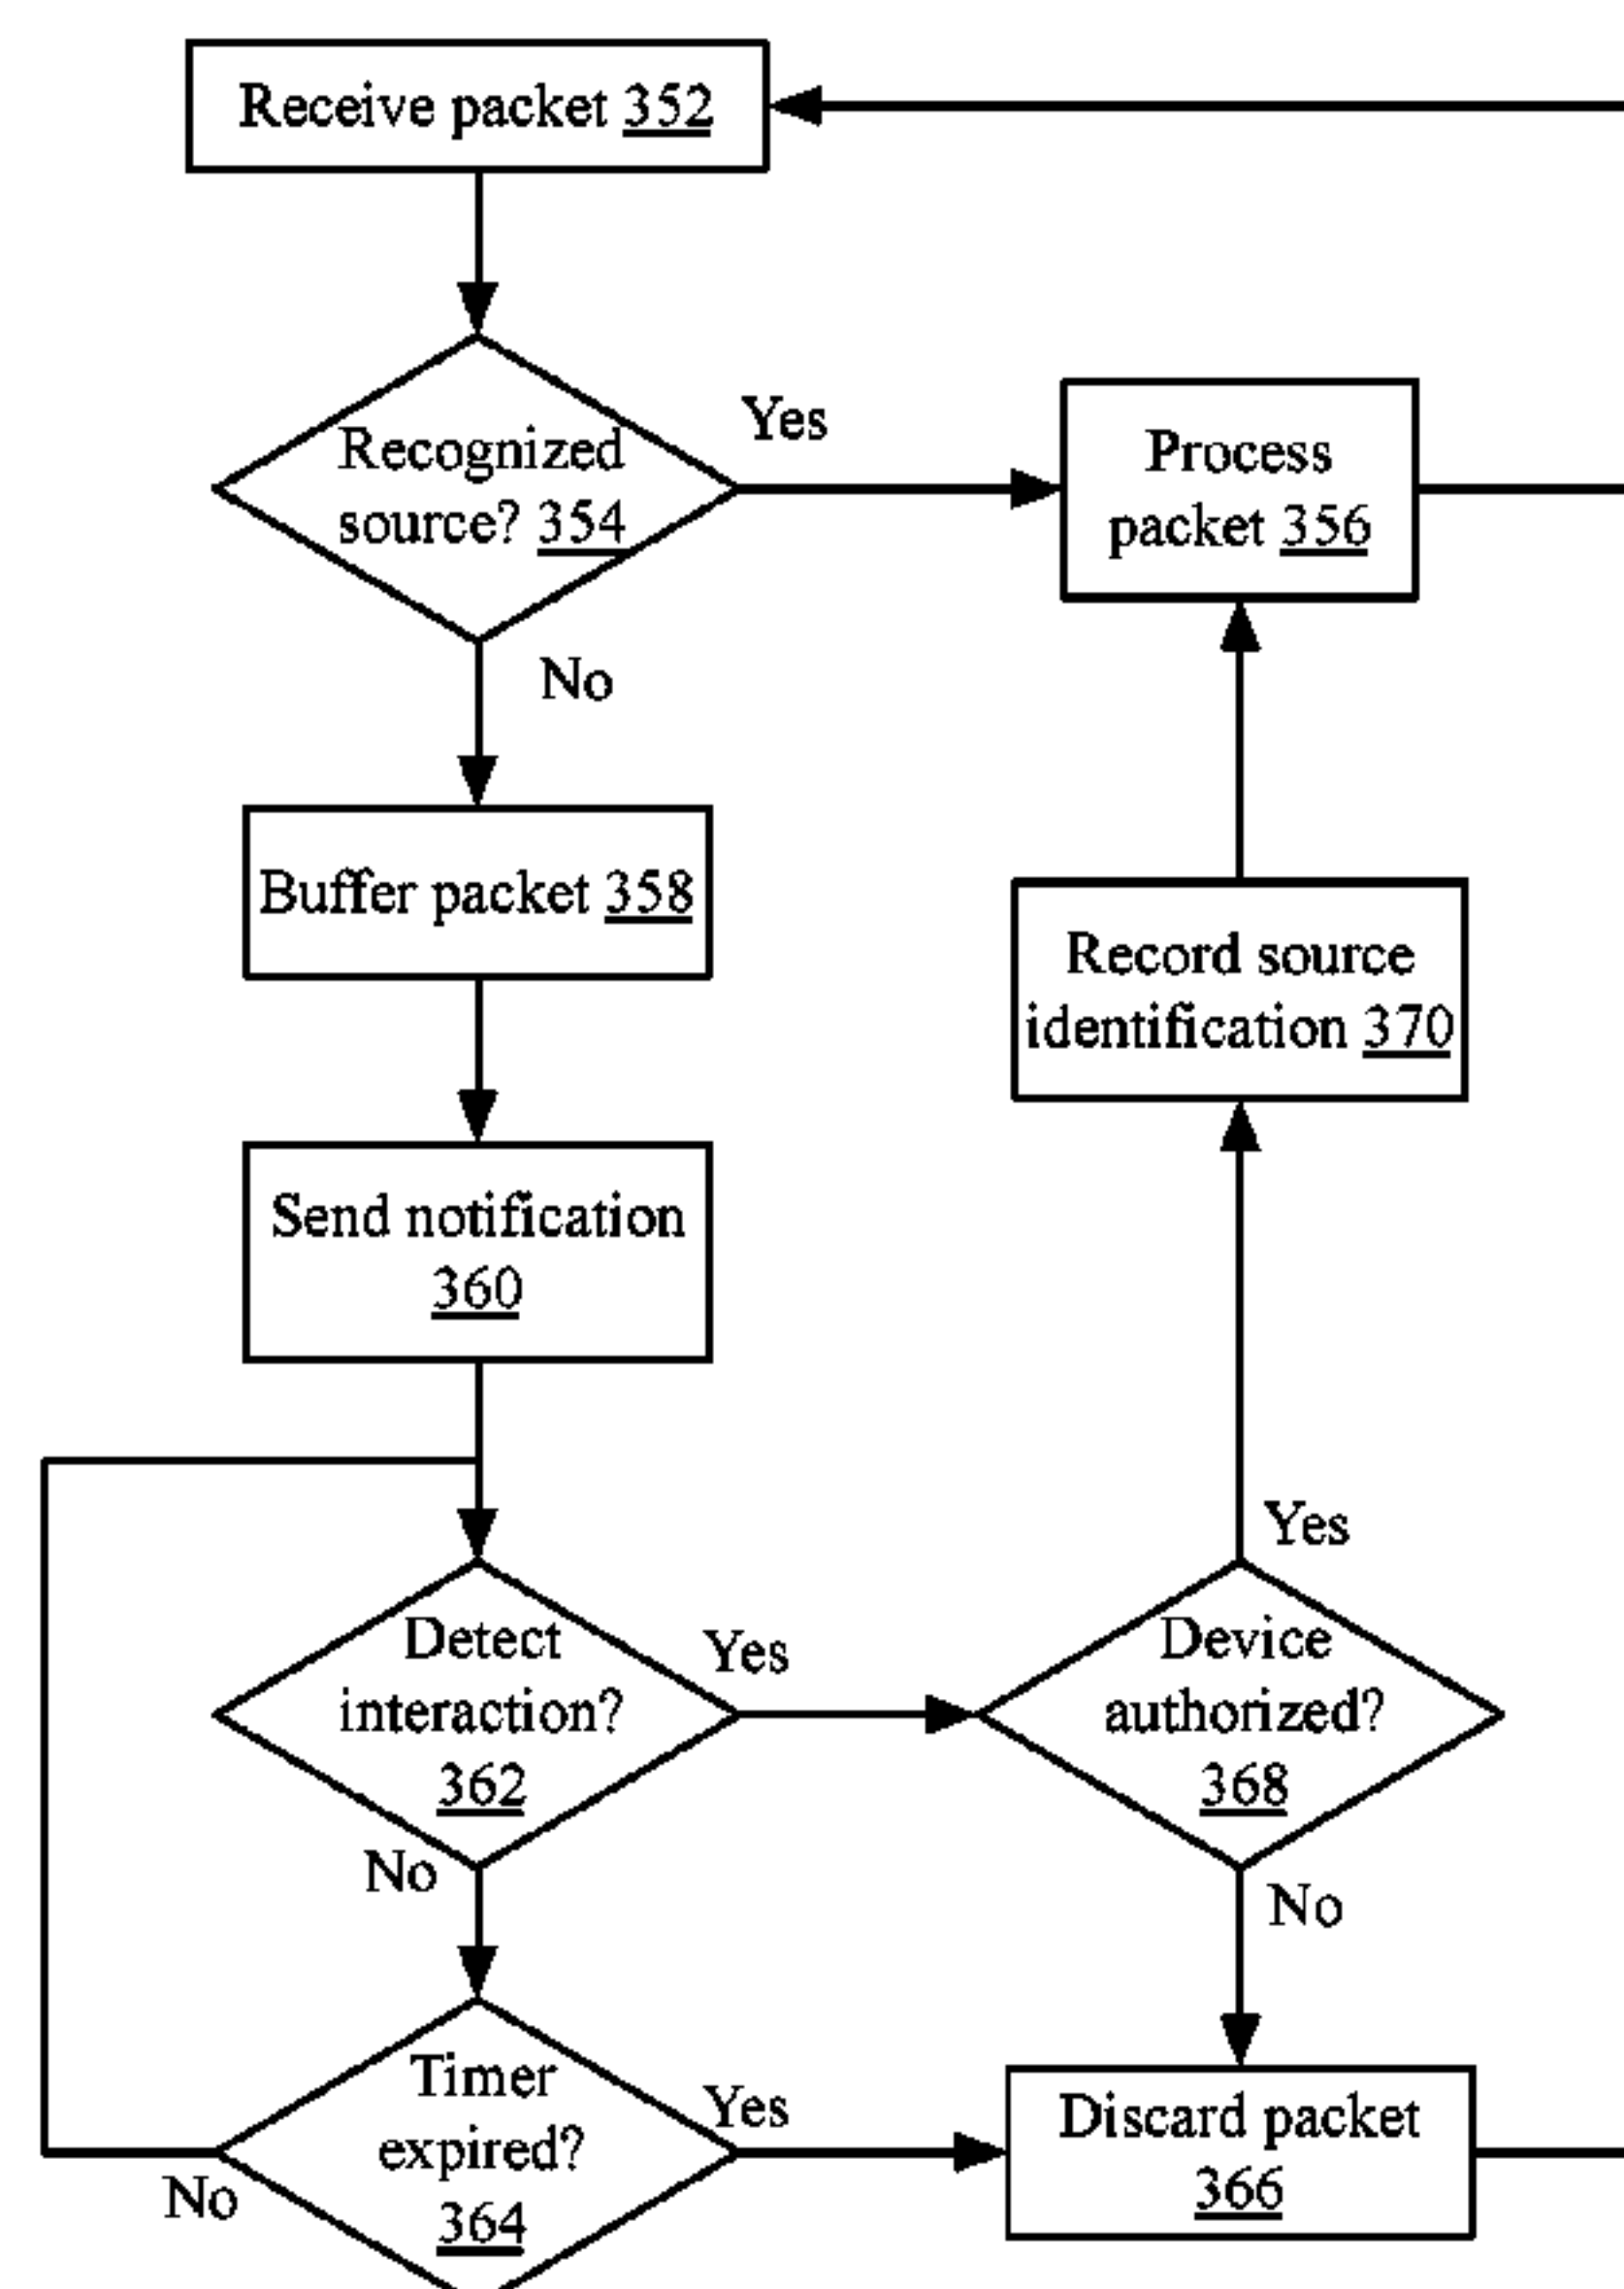 Receive packet 352
Recognized
source? 354
Yes
No
Process
packet 356
Buffer packet 358
Record source
identification 370
Send notification
360
Detect
interaction?
362
Yes
No
Device
authorized?
368
Yes
No
Timer
expired?
364
Yes
No
Discard packet
366